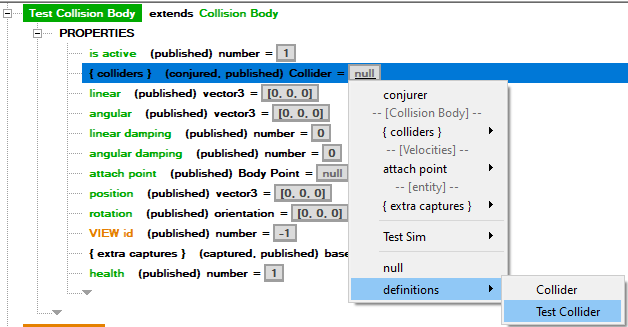 Test Collision Body extends Collision Body
PROPERTIES
is active (published) number = 1
{ colliders } (conjured, published) Collider = null
linear (published) vector3 = [0, 0, 0]
angular (published) vector3 = [0, 0, 0]
linear damping (published) number = 0
angular damping (published) number = 0
attach point (published) Body Point = null
position (published) vector3 = [0, 0, 0]
rotation (published) orientation = [0, 0, 0]
VIEW id (published) number = -1
{ extra captures } (captured, published) base
health (published) number = 1
conjurer
-- [Collision Body] --
{ colliders }
-- [Velocities] --
attach point
-- [entity] --
{ extra captures }
Test Sim
null
definitions
Collider
Test Collider